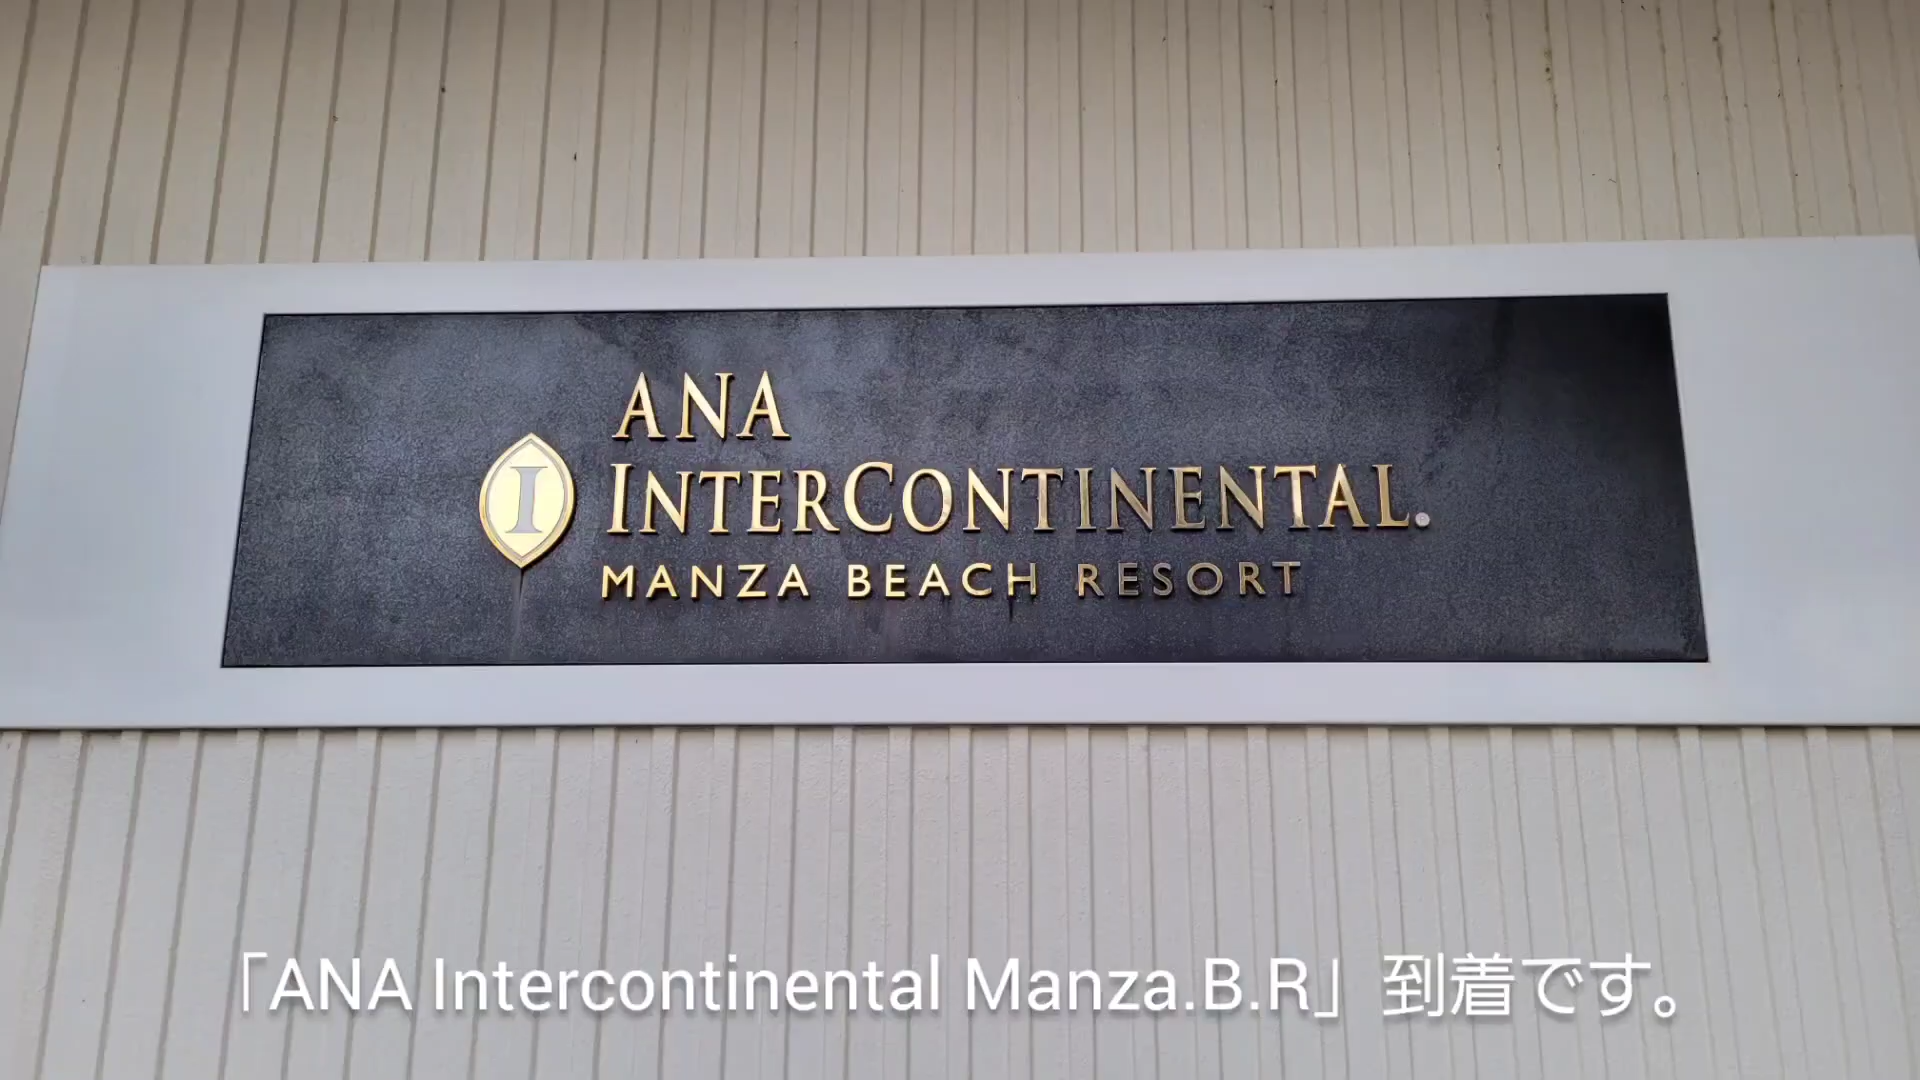 ANA
I
INTERCONTINENTAL.
MANZA BEACH RESORT
「ANA Intercontinental Manza.B.R」到着です。